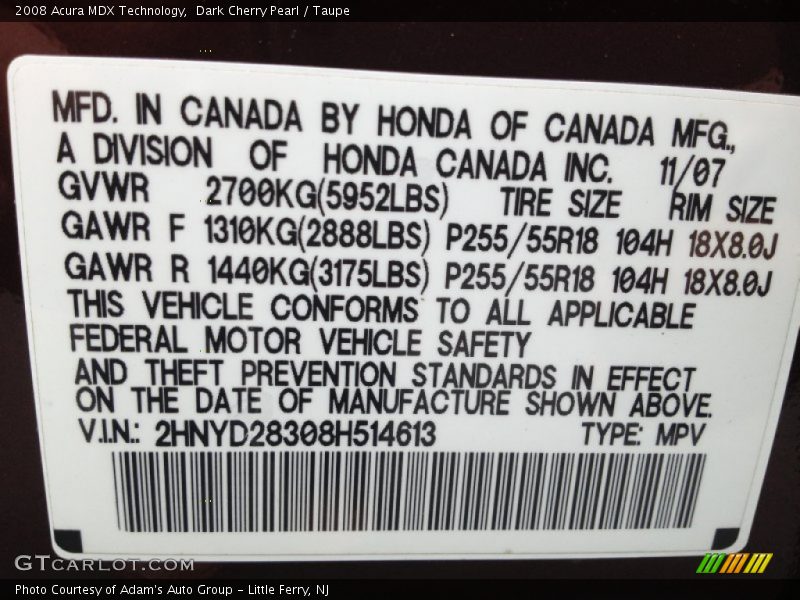 2008 Acura MDX Technology,  Dark Cherry Pearl / Taupe
MFD. IN CANADA BY HONDA OF CANADA MFG.,
A DIVISION OF HONDA CANADA INC. 11/07
GVWR 2700KG(5952LBS) TIRE SIZE RIM SIZE
GAWR F 1310KG(2888LBS) P255/55R18 104H 18X8.0J
GAWR R 1440KG(3175LBS) P255/55R18 104H 18X8.0J
THIS VEHICLE CONFORMS TO ALL APPLICABLE
FEDERAL MOTOR VEHICLE SAFETY
AND THEFT PREVENTION STANDARDS IN EFFECT
ON THE DATE OF MANUFACTURE SHOWN ABOVE.
V.I.N.: 2HNYD28308H514613 TYPE: MPV
GTCARLOT.COM
Photo Courtesy of Adam's Auto Group - Little Ferry, NJ